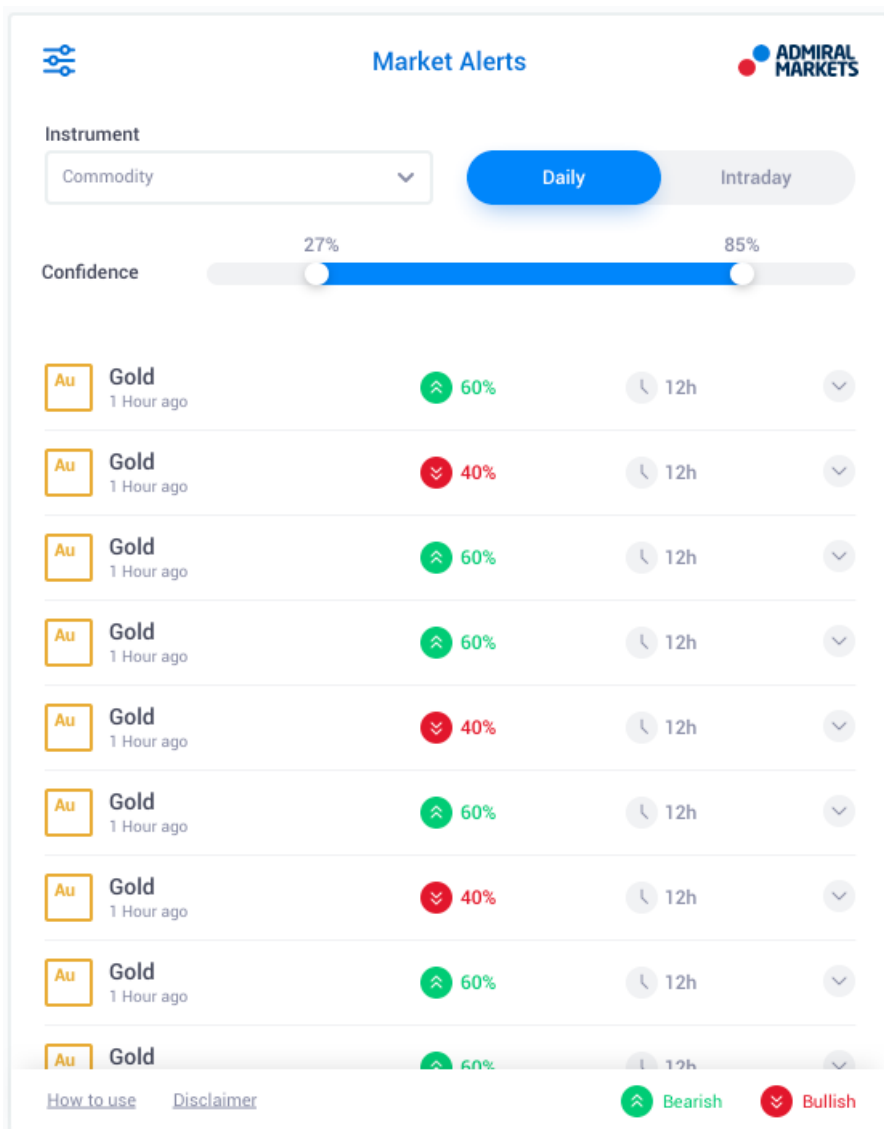 Market Alerts
ADMIRAL
MARKETS
Instrument
Commodity
Daily
Intraday
27%
85%
Confidence
Au
Gold
1 Hour ago
60%
12h
Au
Gold
1 Hour ago
40%
12h
Au
Gold
1 Hour ago
60%
12h
Au
Gold
1 Hour ago
60%
12h
Au
Gold
1 Hour ago
40%
12h
Au
Gold
1 Hour ago
60%
12h
Au
Gold
1 Hour ago
40%
12h
Au
Gold
1 Hour ago
60%
12h
Au
Gold
60%
12h
How to use
Disclaimer
Bearish
Bullish